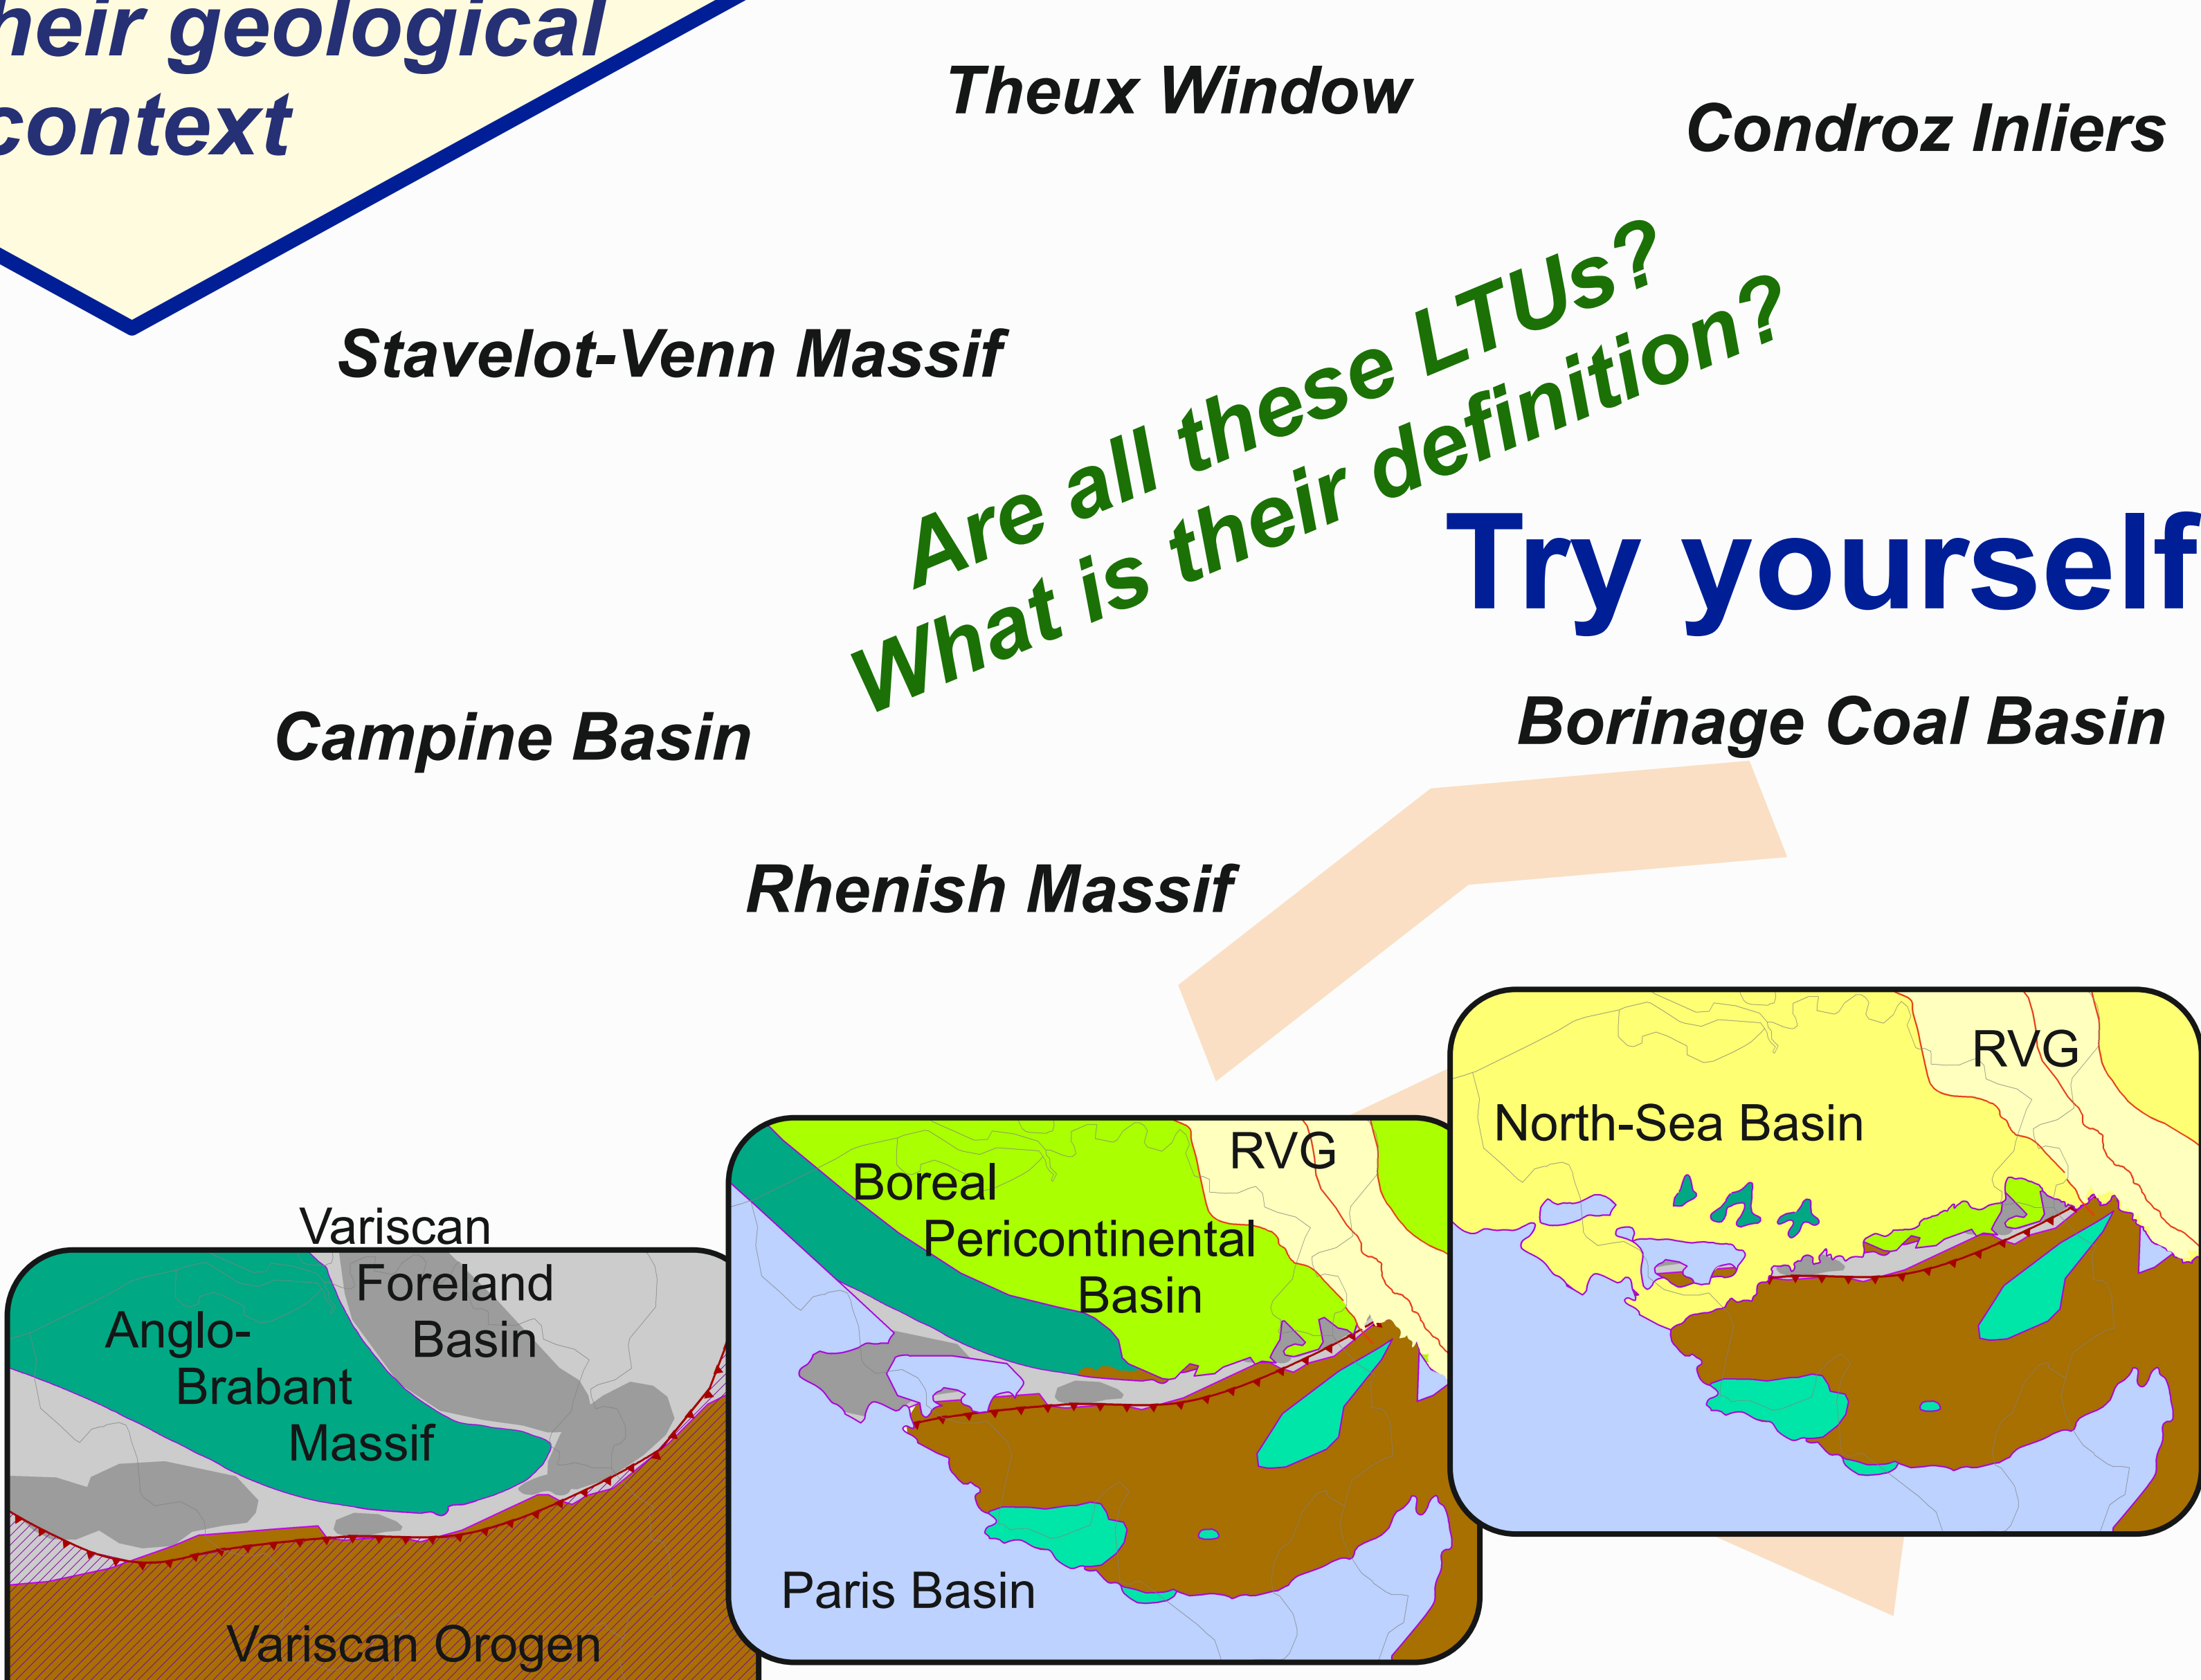 heir geological
context
Theux Window
Condroz Inliers
Stavelot-Venn Massif
Are all these LTUs?
What is their definition?
Try yourself
Campine Basin
Borinage Coal Basin
Rhenish Massif
Variscan
Foreland
Basin
Anglo-
Brabant
Massif
Variscan Orogen
RVG
Boreal
Pericontinental
Basin
Paris Basin
RVG
North-Sea Basin